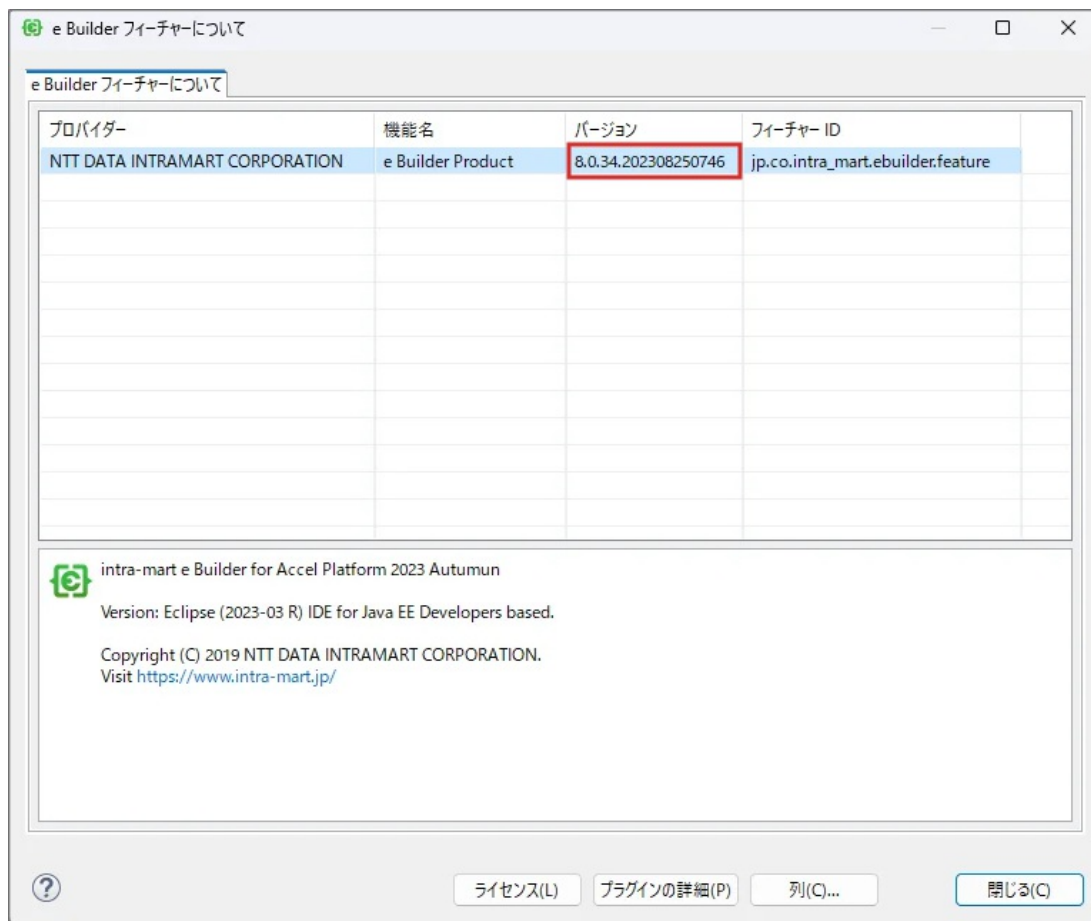 e Builder フィーチャーについて
e Builder フィーチャーについて
プロバイダー 機能名 バージョン フィーチャー ID
NTT DATA INTRAMART CORPORATION e Builder Product 8.0.34.202308250746 jp.co.intra_mart.ebuilder.feature
intra-mart e Builder for Accel Platform 2023 Autumun
Version: Eclipse (2023-03 R) IDE for Java EE Developers based.
Copyright (C) 2019 NTT DATA INTRAMART CORPORATION.
Visit https://www.intra-mart.jp/
ライセンス(L) プラグインの詳細(P) 列(C)... 閉じる(C)